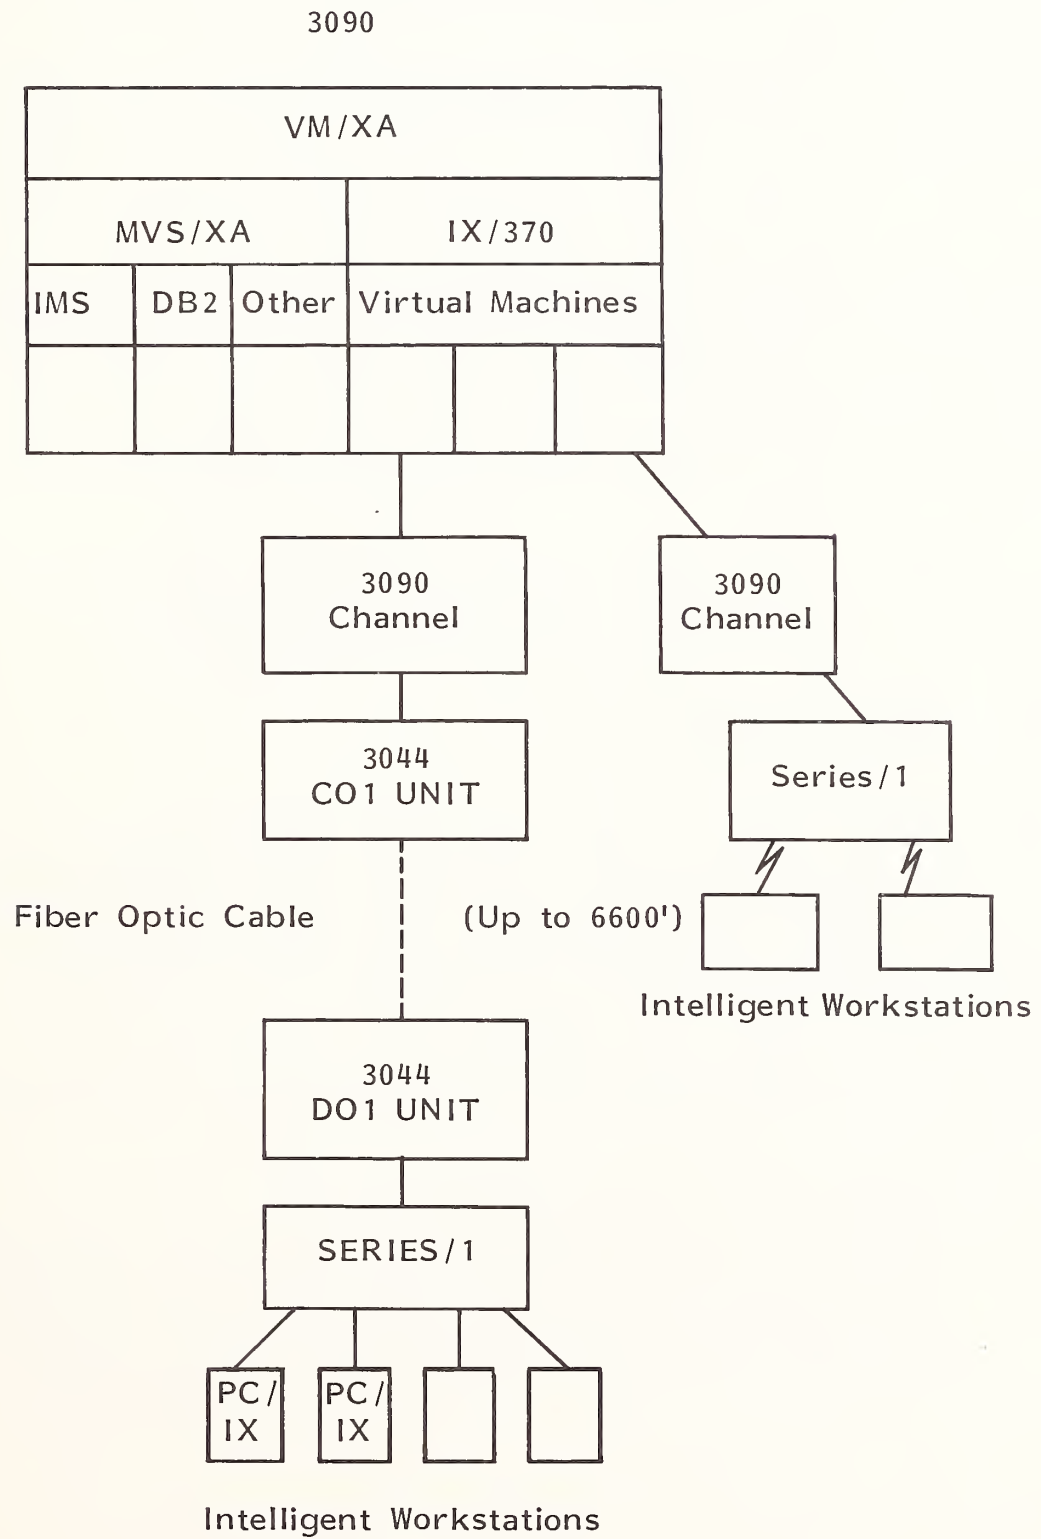 3090
VM/XA
MVS/XA IX/370
IMS DB2 Other Virtual Machines
3090
Channel
3090
Channel
3044
CO1 UNIT
Series/1
Fiber Optic Cable (Up to 6600')
Intelligent Workstations
3044
DO1 UNIT
SERIES/1
PC/
IX
PC/
IX
Intelligent Workstations